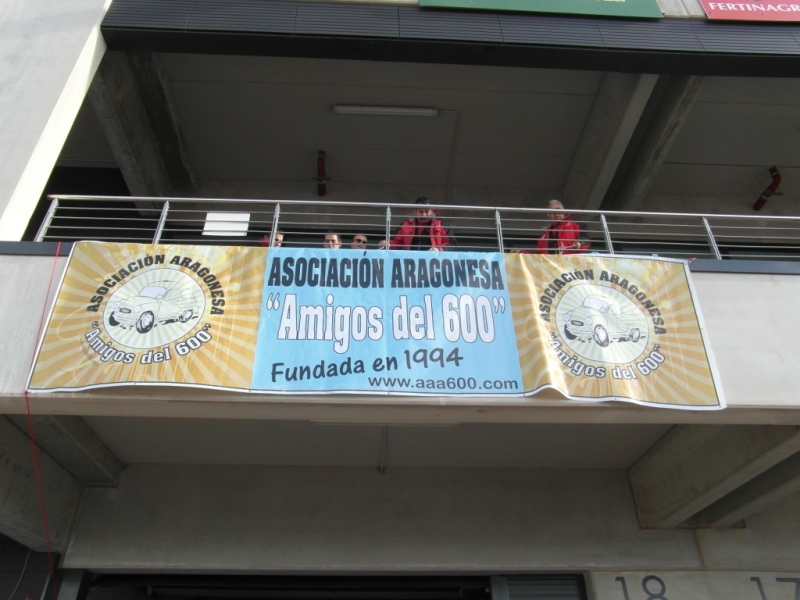 FERTINAGR
ASOCIACIÓN ARAGONESA
"Amigos del 600"
ASOCIACIÓN ARAGONESA
"Amigos del 600"
Fundada en 1994
www.aaa600.com
ASOCIACIÓN ARAGONESA
"Amigos del 600"
18
17